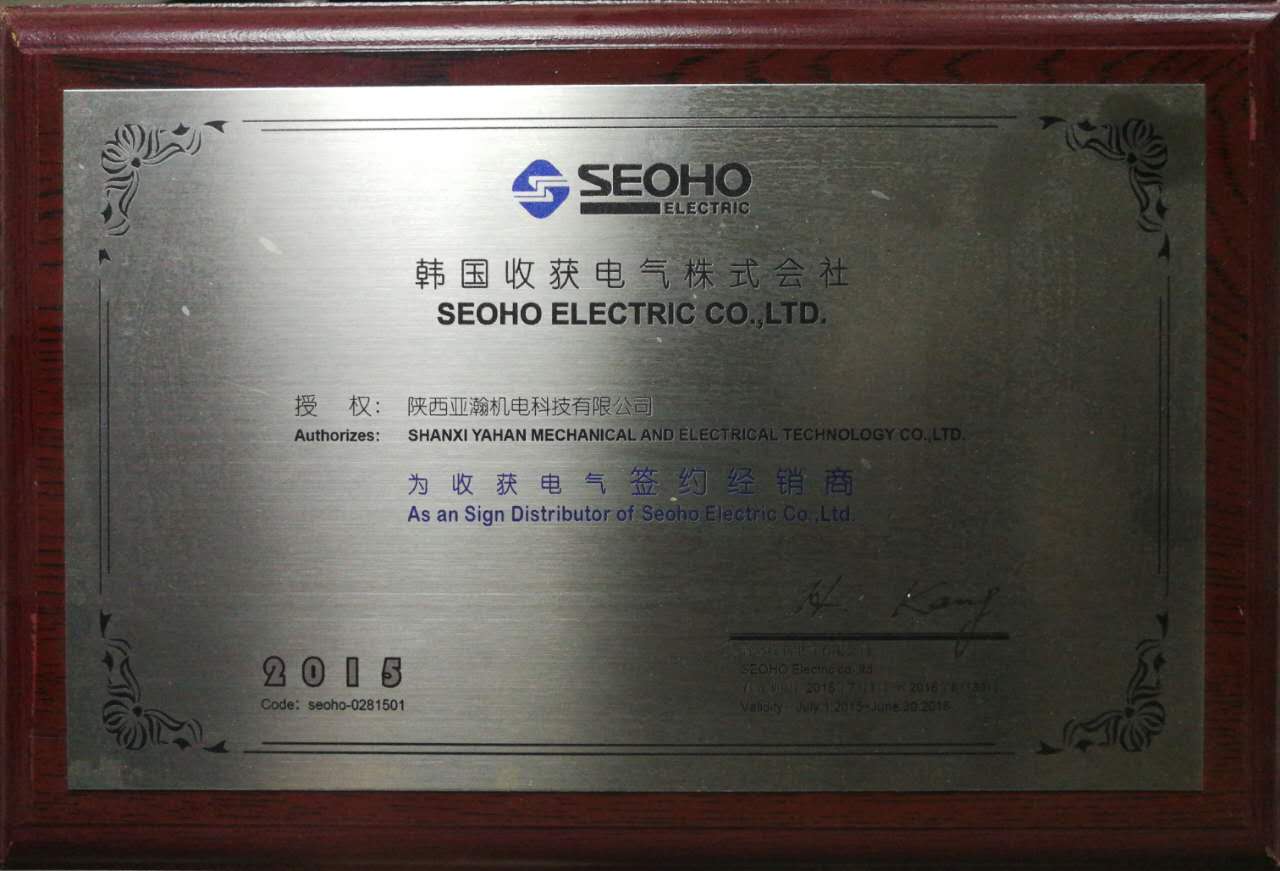 SEOHO
ELECTRIC
韩国收获电气株式会社
SEOHO ELECTRIC CO.,LTD.
授 权： 陕西亚瀚机电科技有限公司
Authorizes: SHANXI YAHAN MECHANICAL AND ELECTRICAL TECHNOLOGY CO.,LTD.
为收获电气签约经销商
As an Sign Distributor of Seoho Electric Co.,Ltd.
Kang
2015
Code: seoho-0281501
SEOHO Electric co.,ltd.
Validity: July.1.2015~June.30.2016